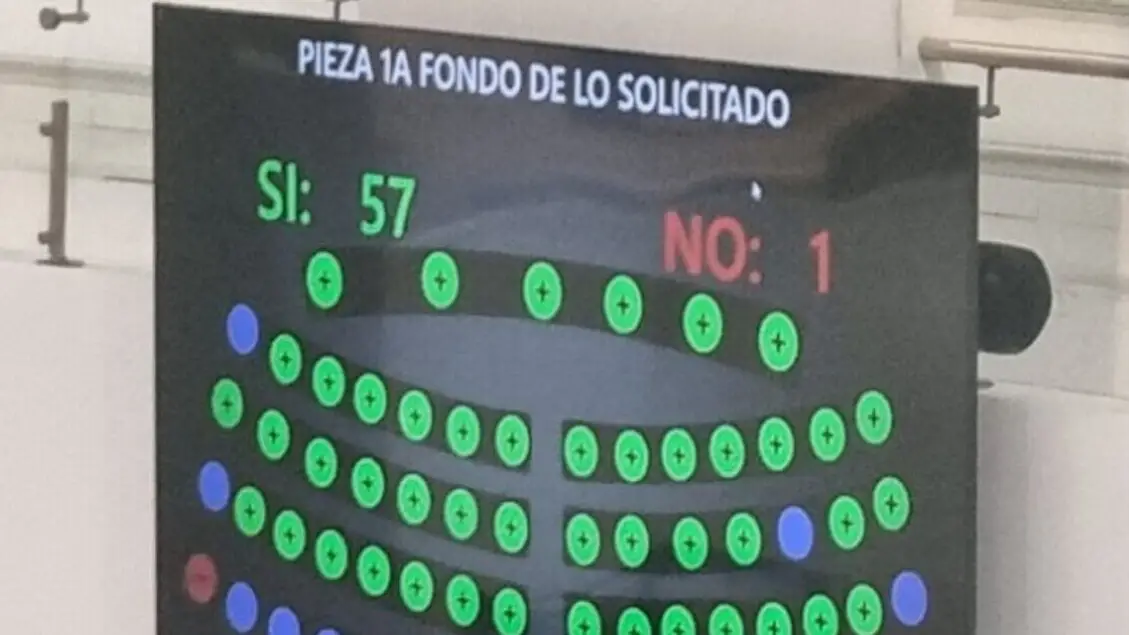 PIEZA 1A FONDO DE LO SOLICITADO
SI: 57
NO: 1